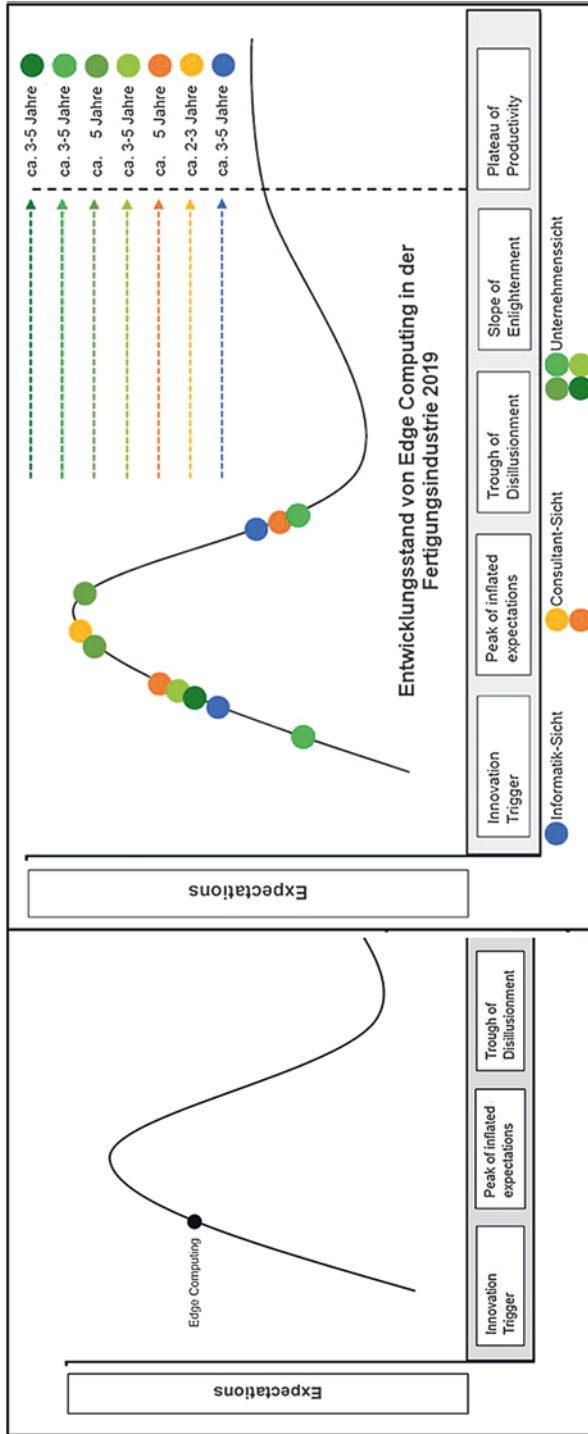 Expectations
Edge Computing
Innovation
Trigger
Peak of inflated
expectations
Trough of
Disillusionment
Expectations
ca. 3-5 Jahre
ca. 3-5 Jahre
ca. 5 Jahre
ca. 3-5 Jahre
ca. 5 Jahre
ca. 2-3 Jahre
ca. 3-5 Jahre
Entwicklungsstand von Edge Computing in der
Fertigungsindustrie 2019
Innovation
Trigger
Peak of inflated
expectations
Trough of
Disillusionment
Slope of
Enlightenment
Plateau of
Productivity
Informatik-Sicht
Consultant-Sicht
Unternehmenssicht